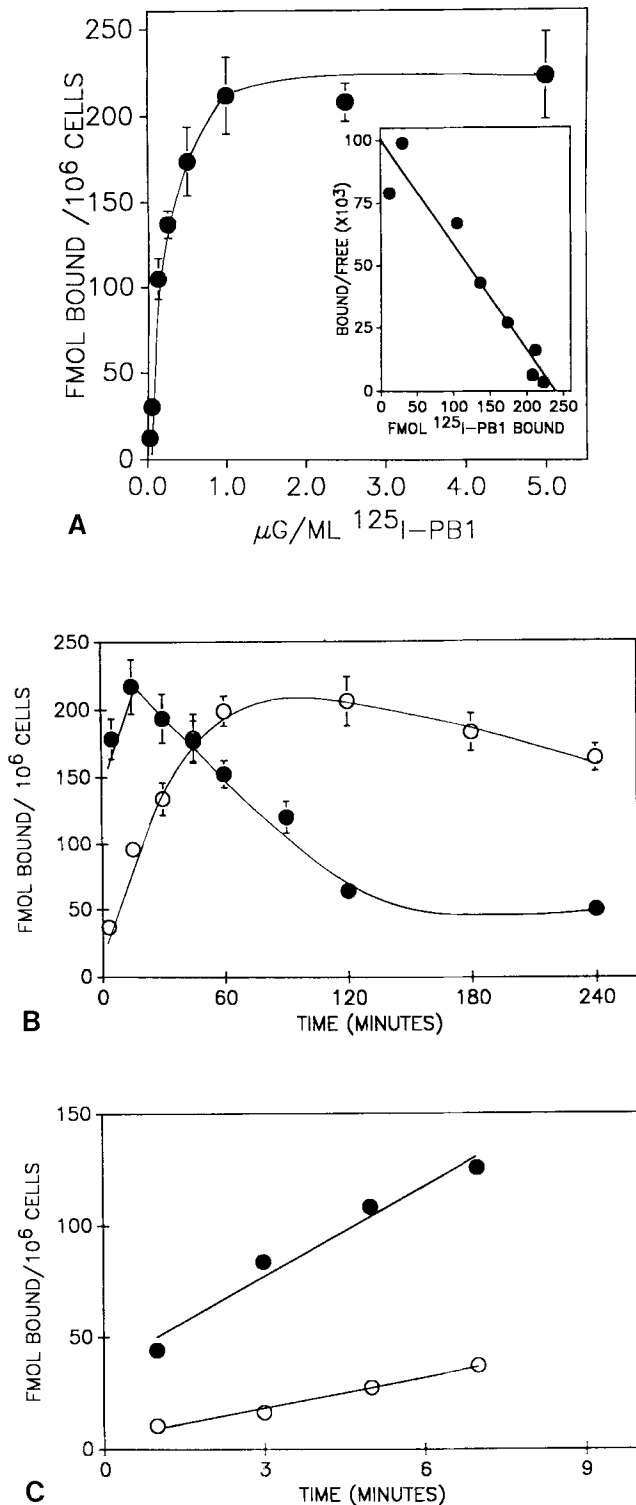 250
200
150
100
50
0
FMOL BOUND /10⁶ CELLS
0.0 1.0 2.0 3.0 4.0 5.0
µG/ML ¹²⁵I–PB1
100
75
50
25
0
BOUND/FREE (X10³)
0 50 100 150 200 250
FMOL ¹²⁵I–PB1 BOUND
A
250
200
150
100
50
0
FMOL BOUND/ 10⁶ CELLS
0 60 120 180 240
TIME (MINUTES)
B
150
100
50
0
FMOL BOUND/10⁶ CELLS
0 3 6 9
TIME (MINUTES)
C